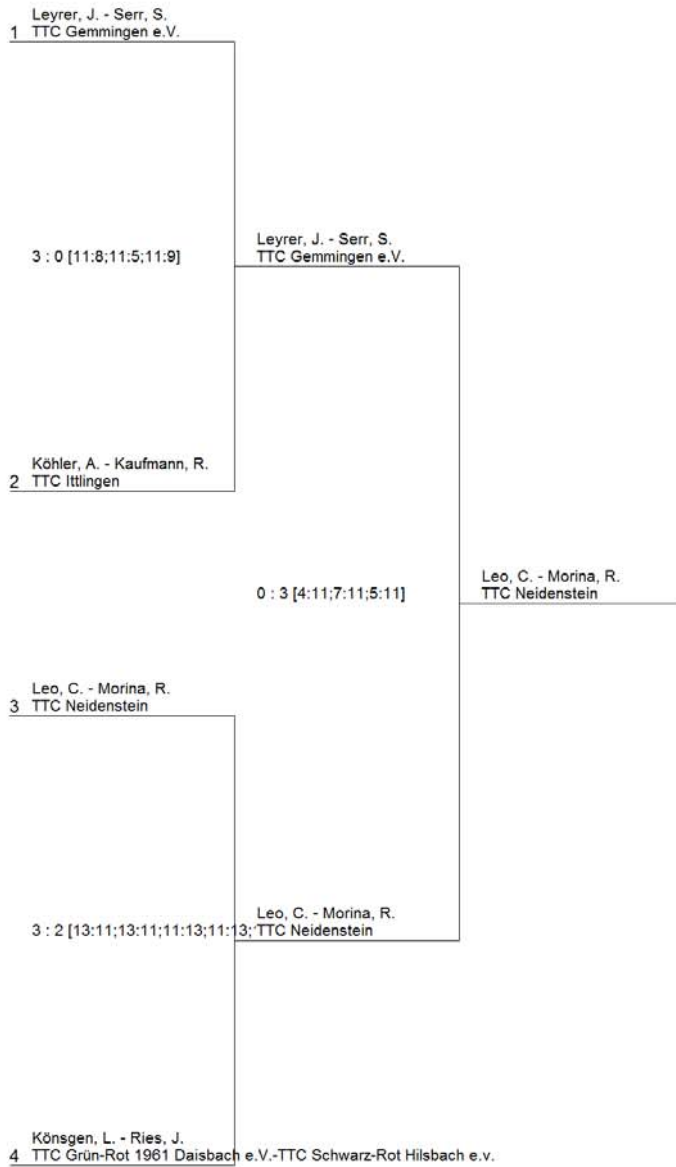 Leyrer, J. - Serr, S.
1 TTC Gemmingen e.V.
3 : 0 [11:8;11:5;11:9]
Leyrer, J. - Serr, S.
TTC Gemmingen e.V.
Köhler, A. - Kaufmann, R.
2 TTC Ittlingen
0 : 3 [4:11;7:11;5:11]
Leo, C. - Morina, R.
TTC Neidenstein
Leo, C. - Morina, R.
3 TTC Neidenstein
3 : 2 [13:11;13:11;11:13;11:13;
Leo, C. - Morina, R.
TTC Neidenstein
Könsgen, L. - Ries, J.
4 TTC Grün-Rot 1961 Daisbach e.V.-TTC Schwarz-Rot Hilsbach e.v.